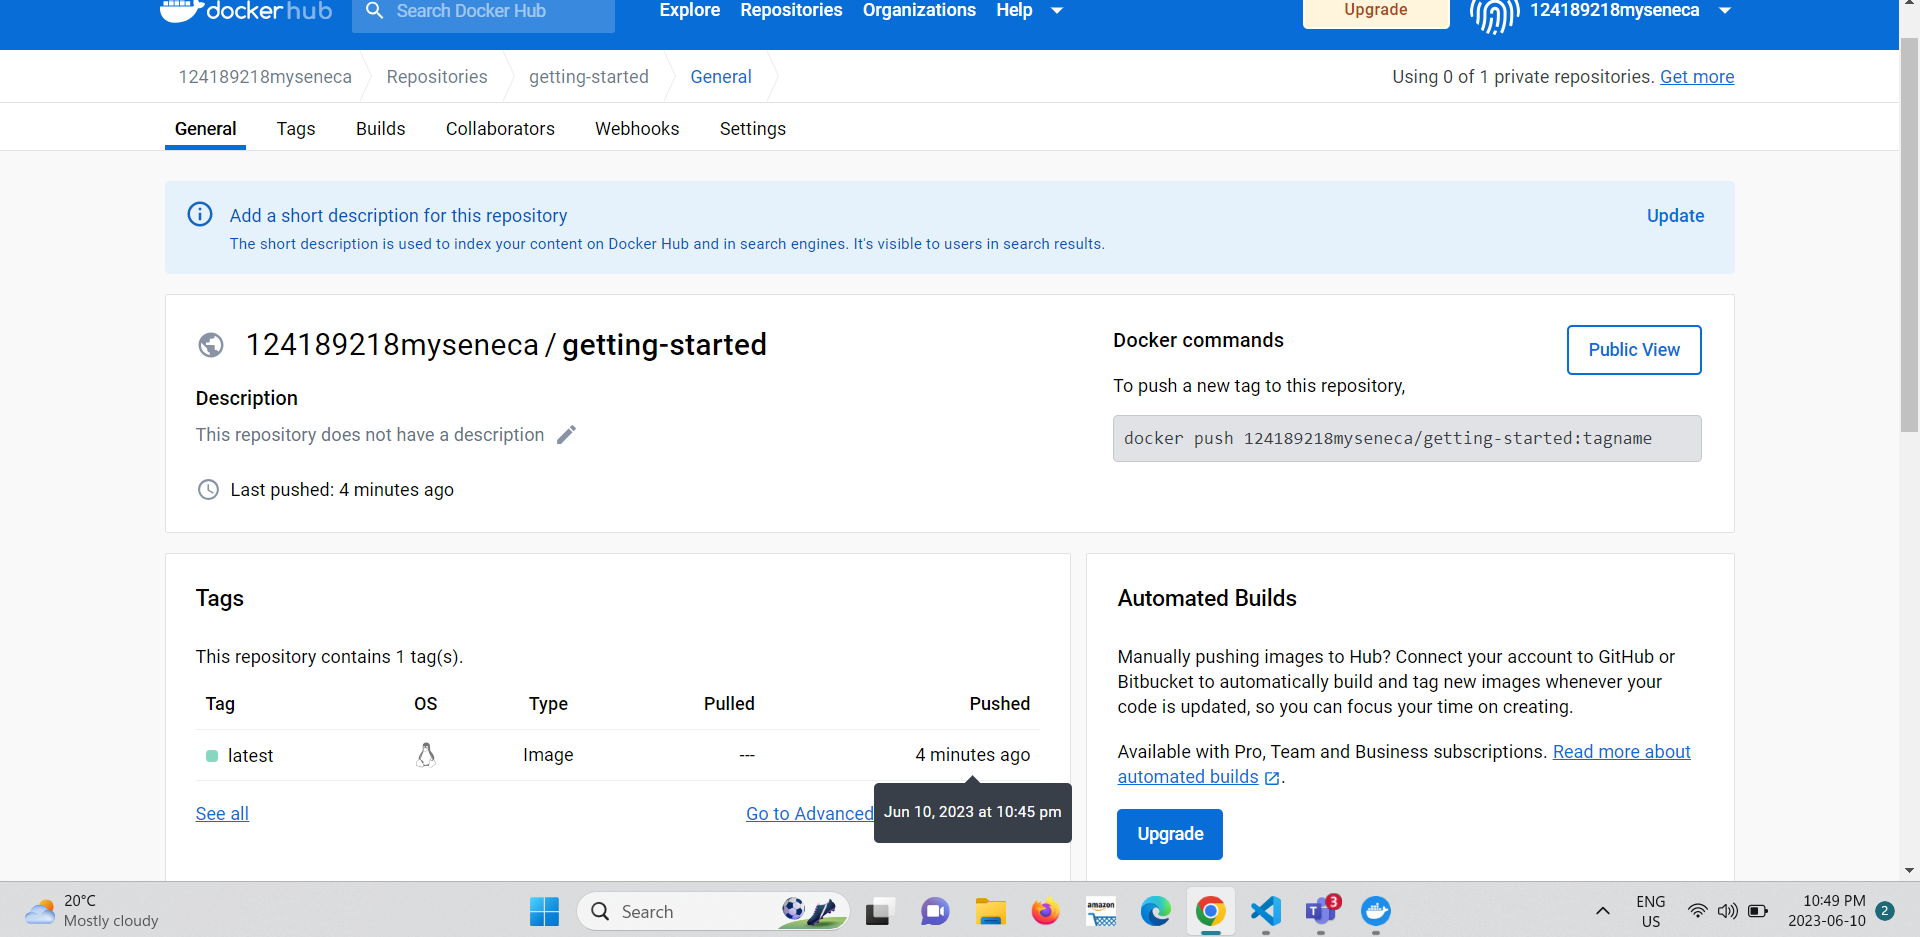 dockerhub Search Docker Hub Explore Repositories Organizations Help Upgrade 124189218myseneca
124189218myseneca Repositories getting-started General Using 0 of 1 private repositories. Get more
General Tags Builds Collaborators Webhooks Settings
Add a short description for this repository Update
The short description is used to index your content on Docker Hub and in search engines. It's visible to users in search results.
124189218myseneca / getting-started
Description
This repository does not have a description
Last pushed: 4 minutes ago
Docker commands
Public View
To push a new tag to this repository,
docker push 124189218myseneca/getting-started:tagname
Tags
This repository contains 1 tag(s).
Tag OS Type Pulled Pushed
latest Image --- 4 minutes ago
See all Go to Advanced
Jun 10, 2023 at 10:45 pm
Automated Builds
Manually pushing images to Hub? Connect your account to GitHub or
Bitbucket to automatically build and tag new images whenever your
code is updated, so you can focus your time on creating.
Available with Pro, Team and Business subscriptions. Read more about
automated builds.
Upgrade
20°C
Mostly cloudy
Search
amazon
3
ENG
US
10:49 PM
2023-06-10
2